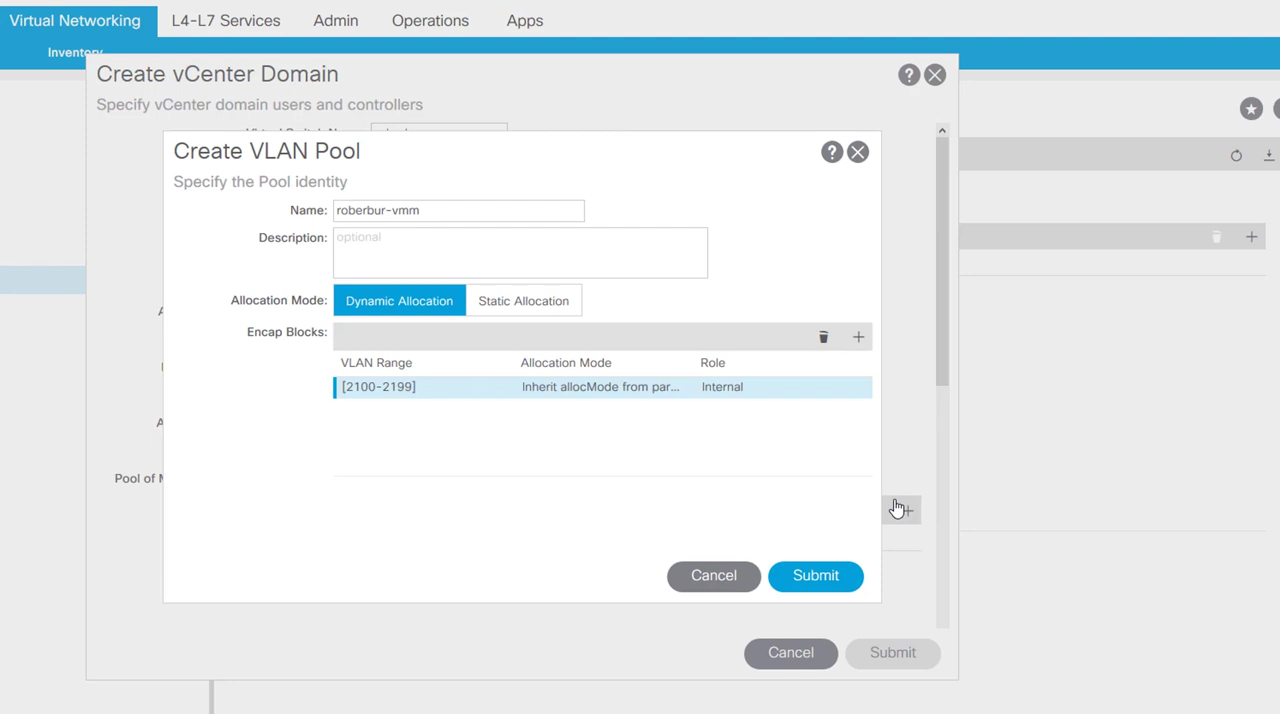 Virtual Networking L4-L7 Services Admin Operations Apps
Inventory
Create vCenter Domain
Specify vCenter domain users and controllers
Create VLAN Pool
Specify the Pool identity
Name: roberbur-vmm
Description: optional
Allocation Mode: Dynamic Allocation Static Allocation
Encap Blocks:
VLAN Range Allocation Mode Role
[2100-2199] Inherit allocMode from par... Internal
Pool of
Cancel Submit
Cancel Submit